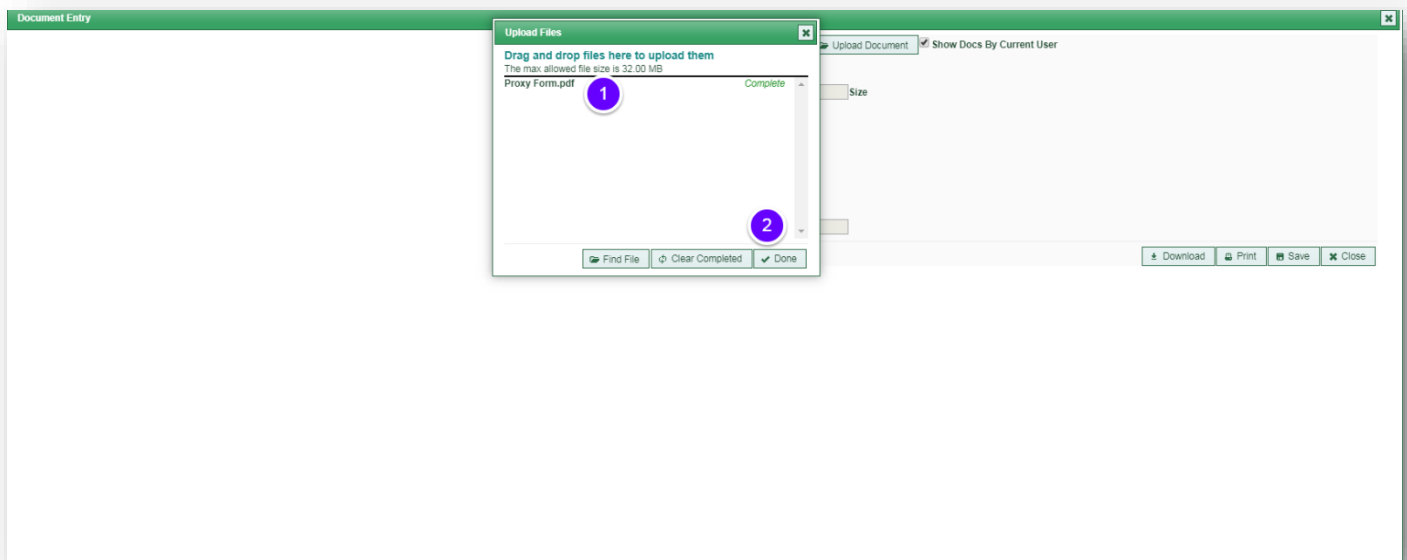 Document Entry
Upload Files
Drag and drop files here to upload them
The max allowed file size is 32.00 MB
Proxy Form.pdf Complete
1
2
Find File Clear Completed Done
Upload Document Show Docs By Current User
Size
Download Print Save Close